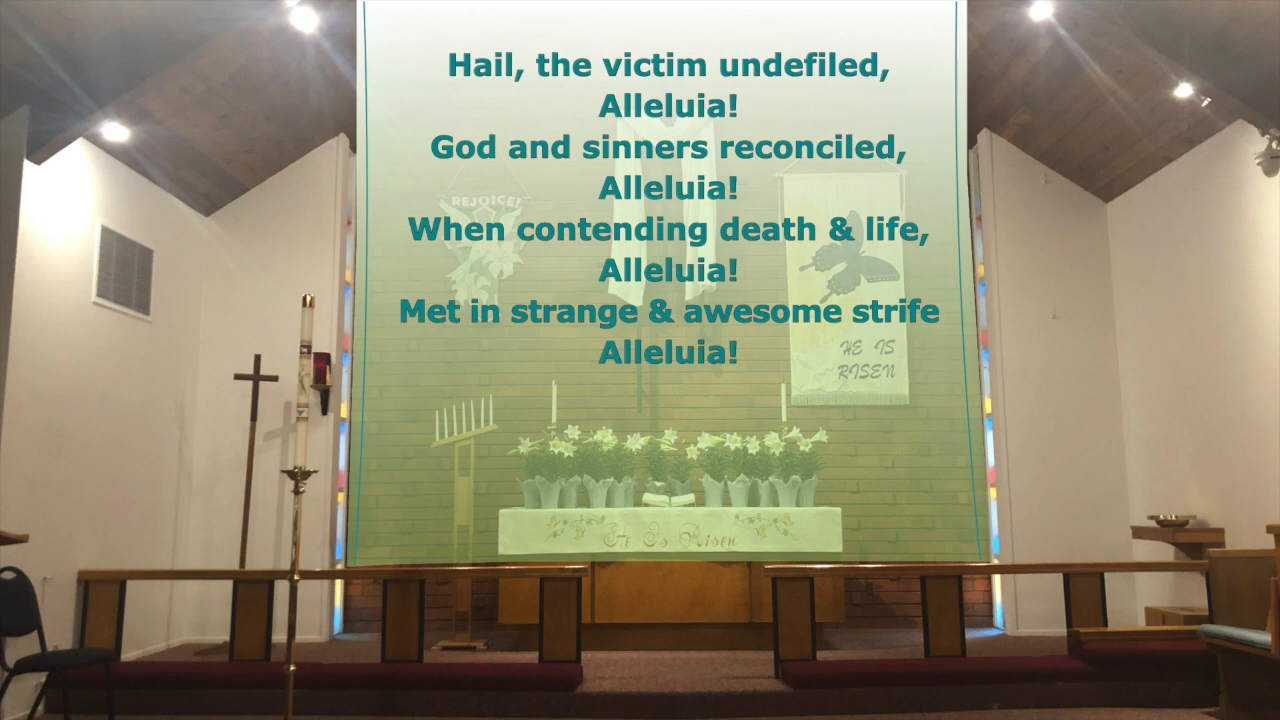 Hail, the victim undefiled,
Alleluia!
God and sinners reconciled,
Alleluia!
When contending death & life,
Alleluia!
Met in strange & awesome strife
Alleluia!
REJOICE!
HE IS
RISEN
He Is Risen